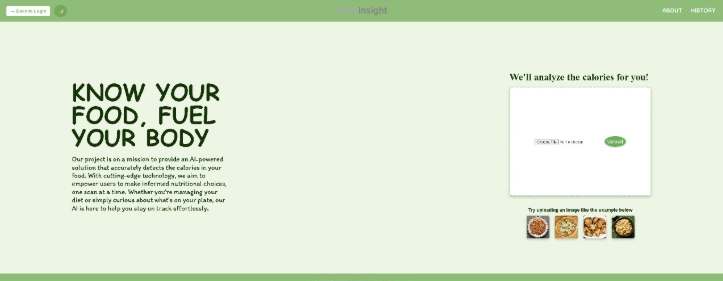 ← Back to Login
Insight
ABOUT HISTORY
KNOW YOUR
FOOD, FUEL
YOUR BODY
Our project is on a mission to provide an AI-powered
solution that accurately detects the calories in your
food. With cutting-edge technology, we aim to
empower users to make informed nutritional choices,
one scan at a time. Whether you're managing your
diet or simply curious about what's on your plate, our
AI is here to help you stay on track effortlessly.
We'll analyze the calories for you!
Choose File
Upload
Try uploading an image like the example below